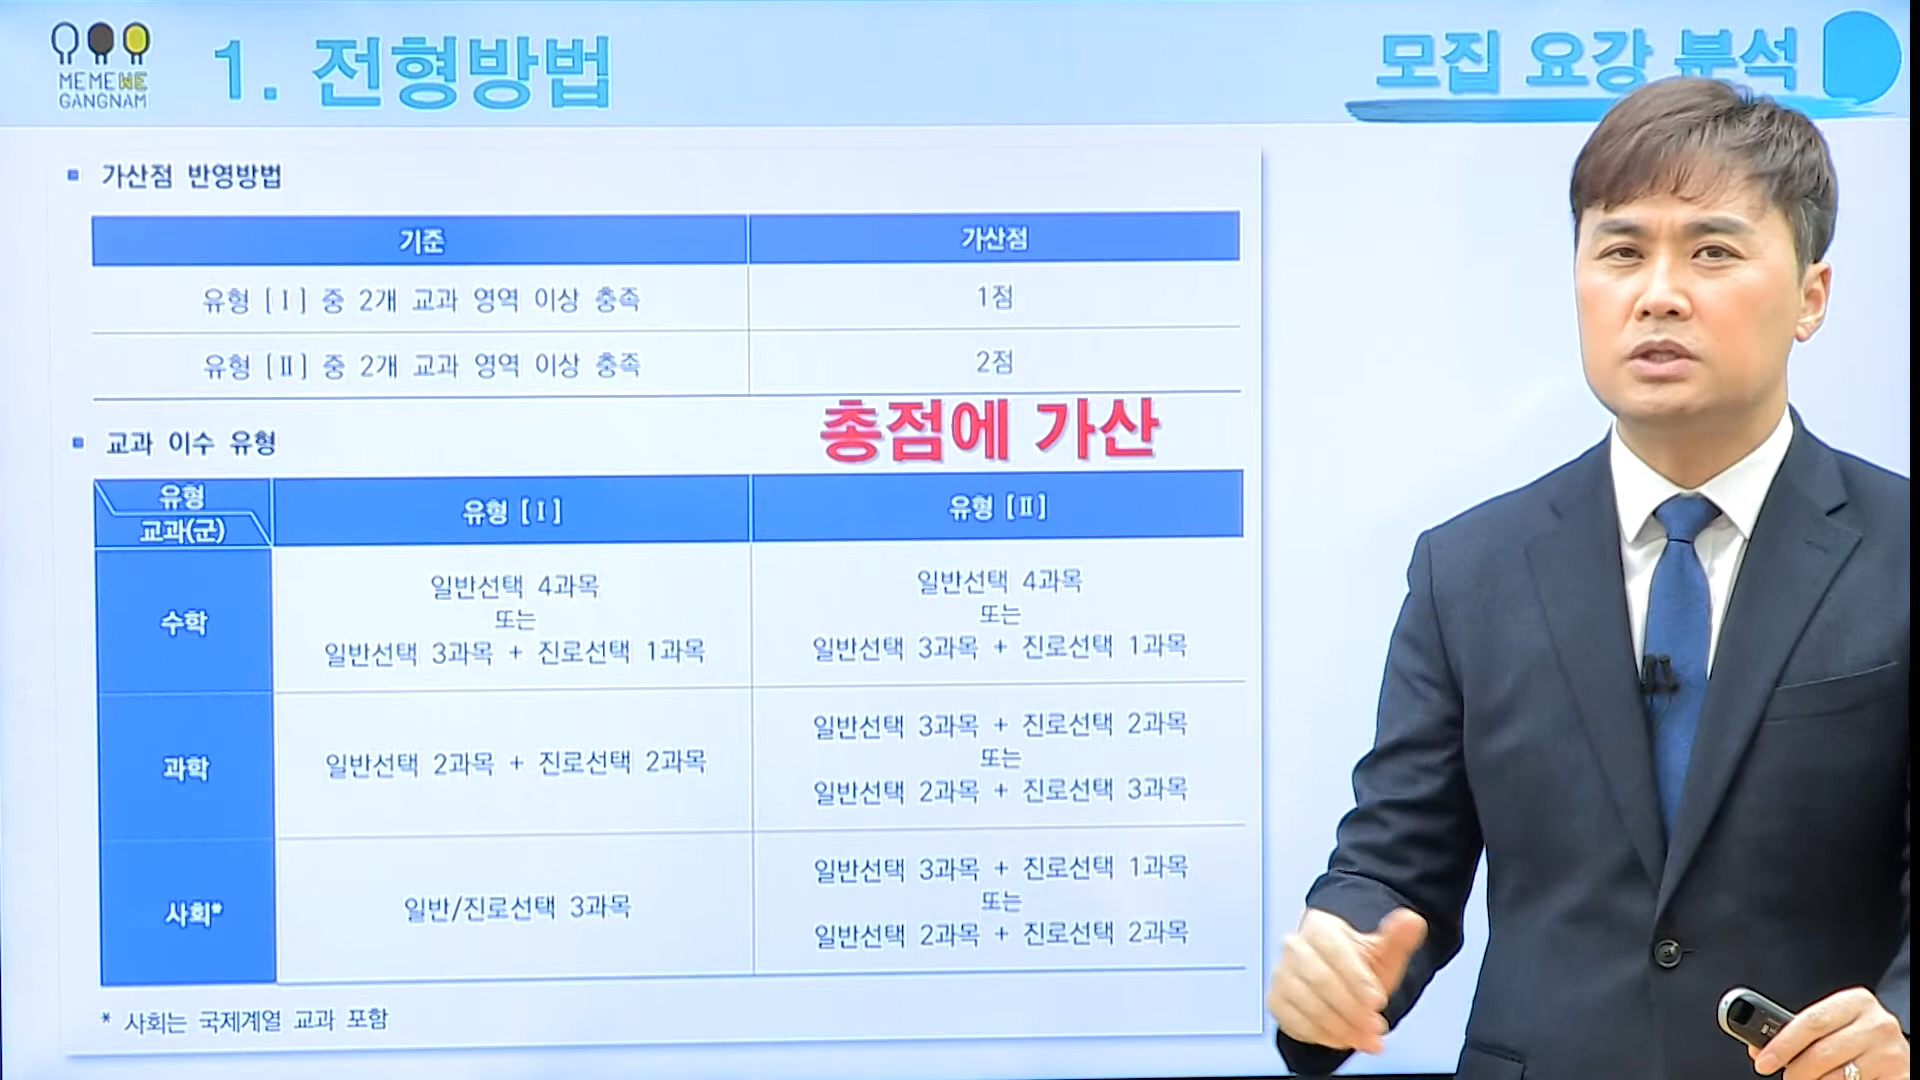 MEMEWE
GANGNAM
1. 전형방법
모집 요강 분석
가산점 반영방법
기준 가산점
유형 [Ⅰ] 중 2개 교과 영역 이상 충족 1점
유형 [Ⅱ] 중 2개 교과 영역 이상 충족 2점
총점에 가산
교과 이수 유형
유형
교과(군)
유형 [Ⅰ] 유형 [Ⅱ]
수학
일반선택 4과목
또는
일반선택 3과목 + 진로선택 1과목
일반선택 4과목
또는
일반선택 3과목 + 진로선택 1과목
과학
일반선택 2과목 + 진로선택 2과목
일반선택 3과목 + 진로선택 2과목
또는
일반선택 2과목 + 진로선택 3과목
사회*
일반/진로선택 3과목
일반선택 3과목 + 진로선택 1과목
또는
일반선택 2과목 + 진로선택 2과목
* 사회는 국제계열 교과 포함